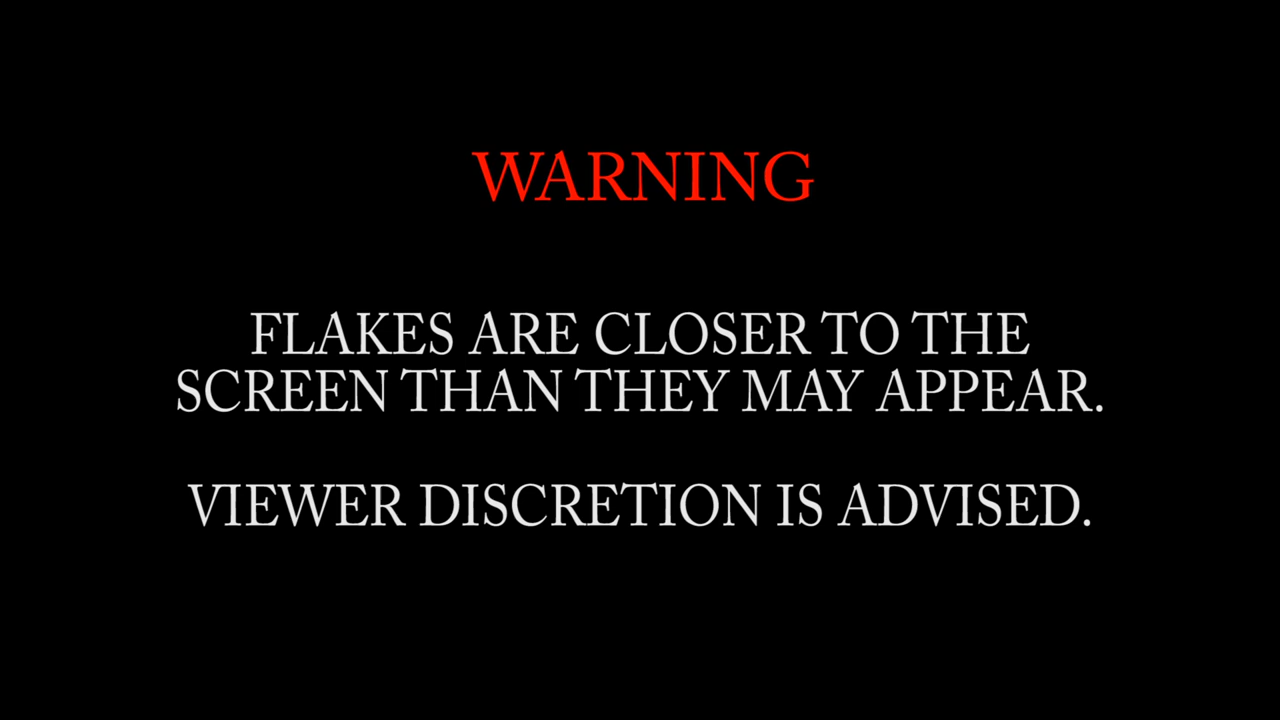 WARNING
FLAKES ARE CLOSER TO THE
SCREEN THAN THEY MAY APPEAR.
VIEWER DISCRETION IS ADVISED.